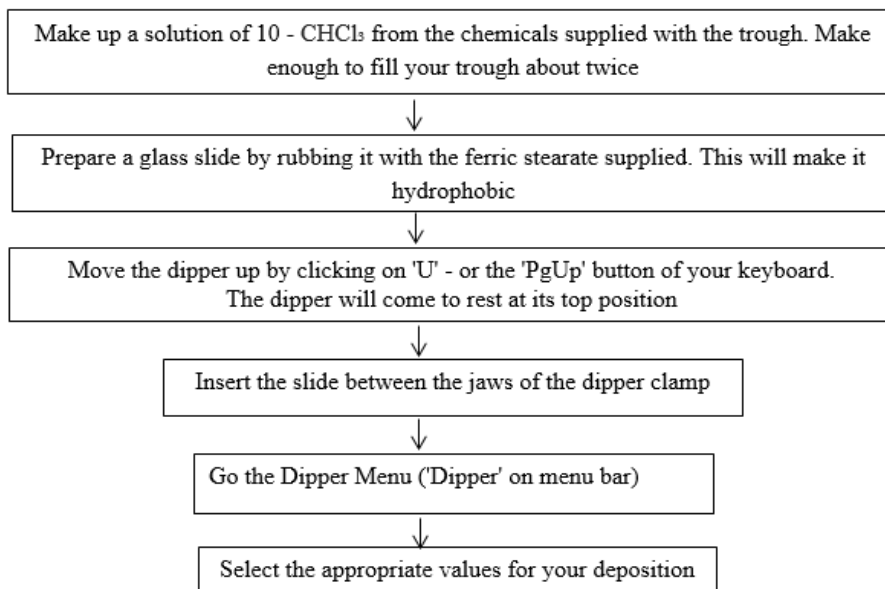 Make up a solution of 10 - CHCl₃ from the chemicals supplied with the trough. Make
enough to fill your trough about twice
Prepare a glass slide by rubbing it with the ferric stearate supplied. This will make it
hydrophobic
Move the dipper up by clicking on 'U' - or the 'PgUp' button of your keyboard.
The dipper will come to rest at its top position
Insert the slide between the jaws of the dipper clamp
Go the Dipper Menu ('Dipper' on menu bar)
Select the appropriate values for your deposition